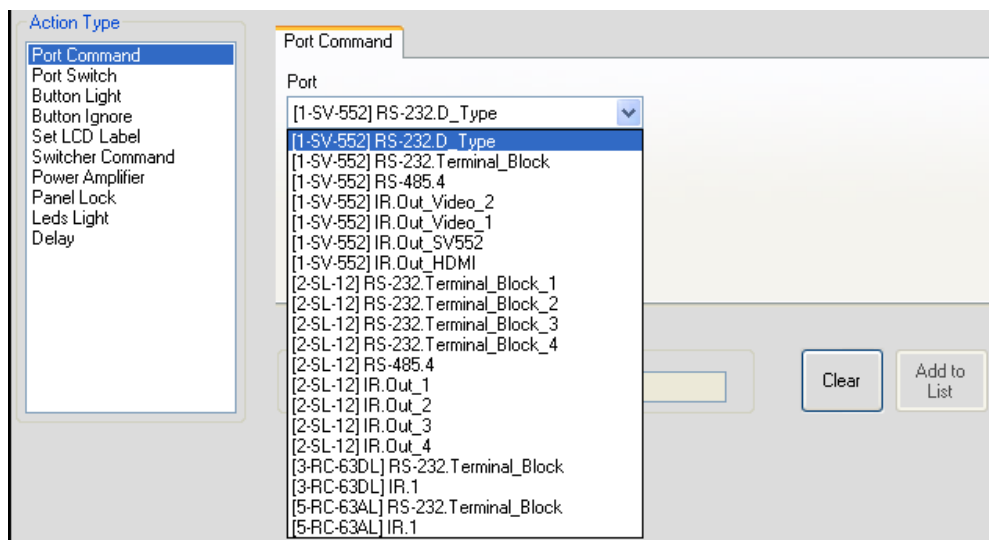 Action Type
Port Command
Port Switch
Button Light
Button Ignore
Set LCD Label
Switcher Command
Power Amplifier
Panel Lock
Leds Light
Delay
Port Command
Port
[1-SV-552] RS-232.D_Type
[1-SV-552] RS-232.D_Type
[1-SV-552] RS-232.Terminal_Block
[1-SV-552] RS-485.4
[1-SV-552] IR.Out_Video_2
[1-SV-552] IR.Out_Video_1
[1-SV-552] IR.Out_SV552
[1-SV-552] IR.Out_HDMI
[2-SL-12] RS-232.Terminal_Block_1
[2-SL-12] RS-232.Terminal_Block_2
[2-SL-12] RS-232.Terminal_Block_3
[2-SL-12] RS-232.Terminal_Block_4
[2-SL-12] RS-485.4
[2-SL-12] IR.Out_1
[2-SL-12] IR.Out_2
[2-SL-12] IR.Out_3
[2-SL-12] IR.Out_4
[3-RC-63DL] RS-232.Terminal_Block
[3-RC-63DL] IR.1
[5-RC-63AL] RS-232.Terminal_Block
[5-RC-63AL] IR.1
Clear
Add to
List